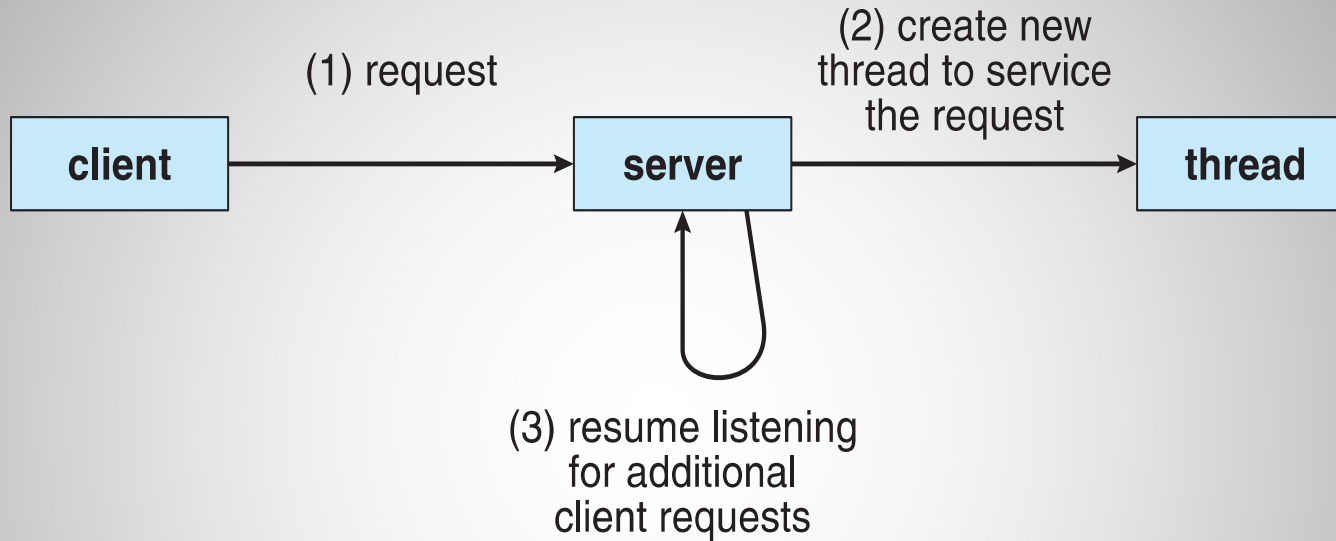 (1) request
(2) create new
thread to service
the request
client
server
thread
(3) resume listening
for additional
client requests